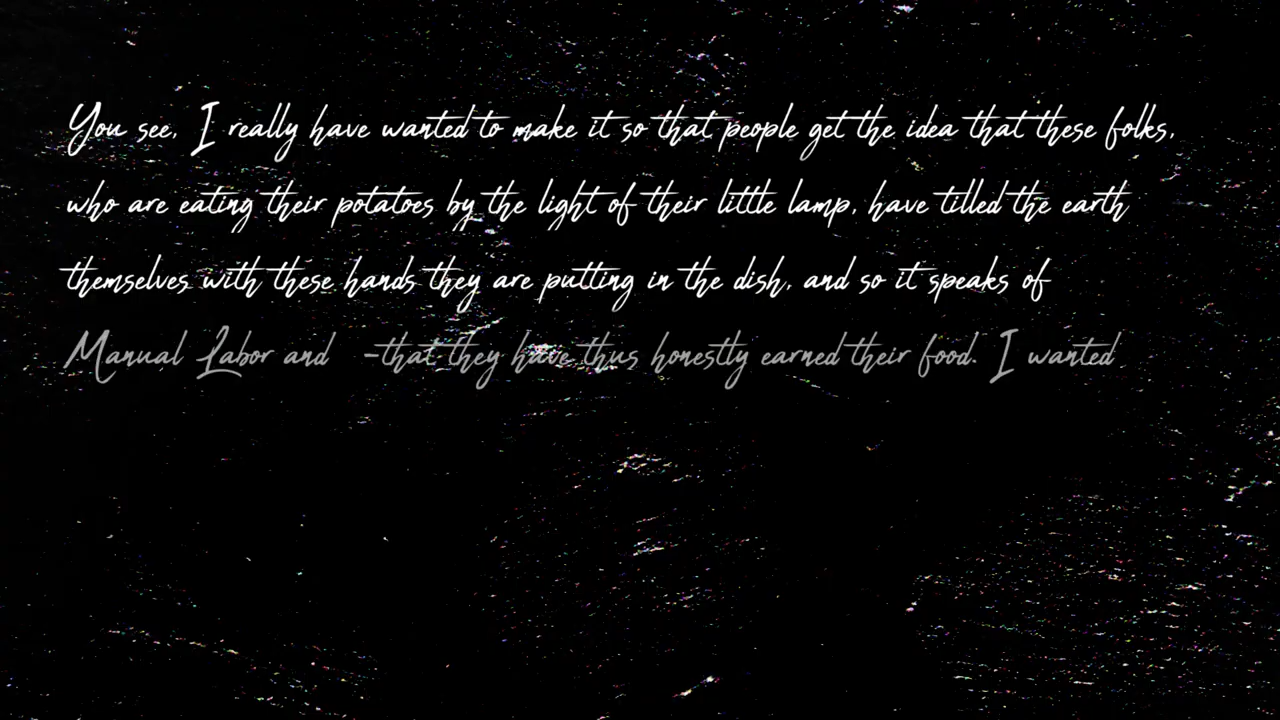 You see, I really have wanted to make it so that people get the idea that these folks,
who are eating their potatoes by the light of their little lamp, have tilled the earth
themselves with these hands they are putting in the dish, and so it speaks of
Manual Labor and -that they have thus honestly earned their food. I wanted